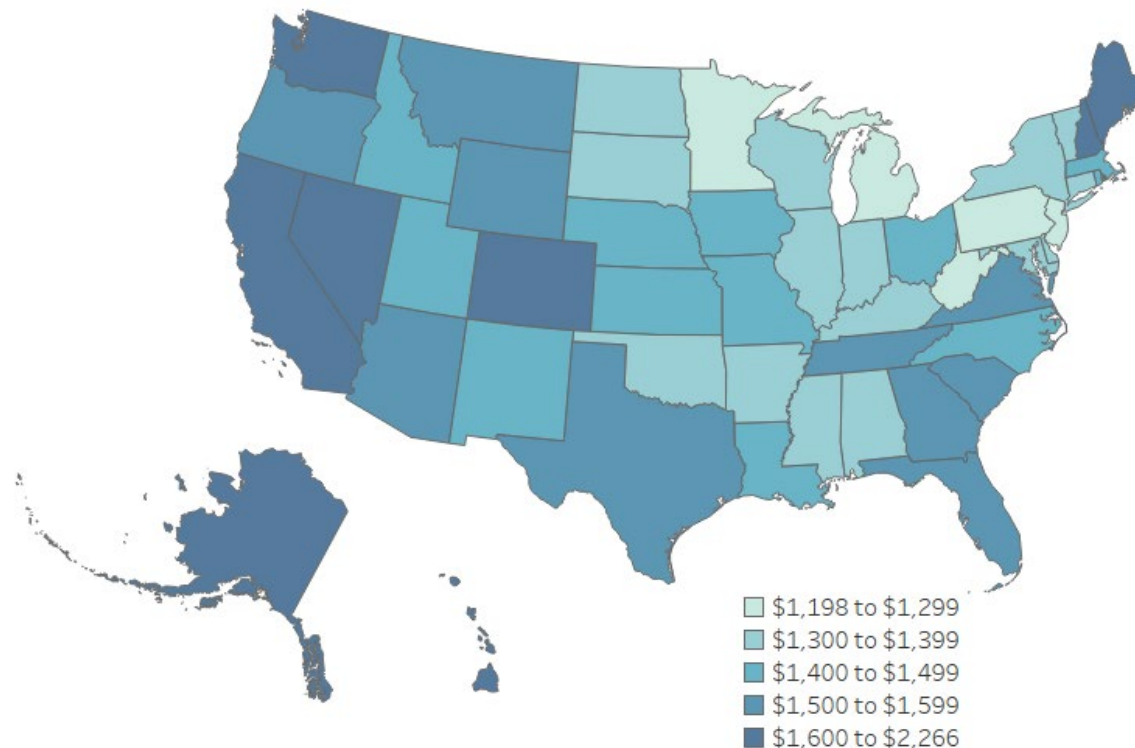 $1,198 to $1,299
$1,300 to $1,399
$1,400 to $1,499
$1,500 to $1,599
$1,600 to $2,266